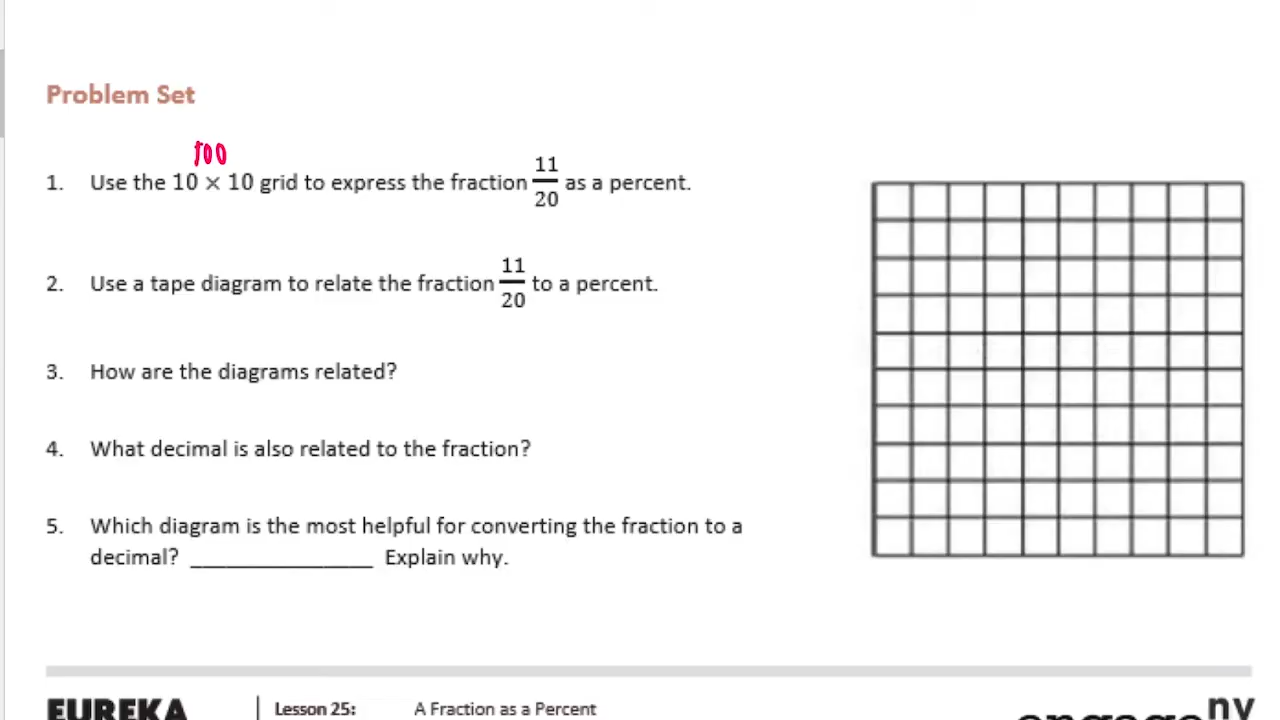 Problem Set
100
1. Use the 10 × 10 grid to express the fraction 11/20 as a percent.
2. Use a tape diagram to relate the fraction 11/20 to a percent.
3. How are the diagrams related?
4. What decimal is also related to the fraction?
5. Which diagram is the most helpful for converting the fraction to a
decimal? ________________ Explain why.
EUREKA
Lesson 25: A Fraction as a Percent
engage ny